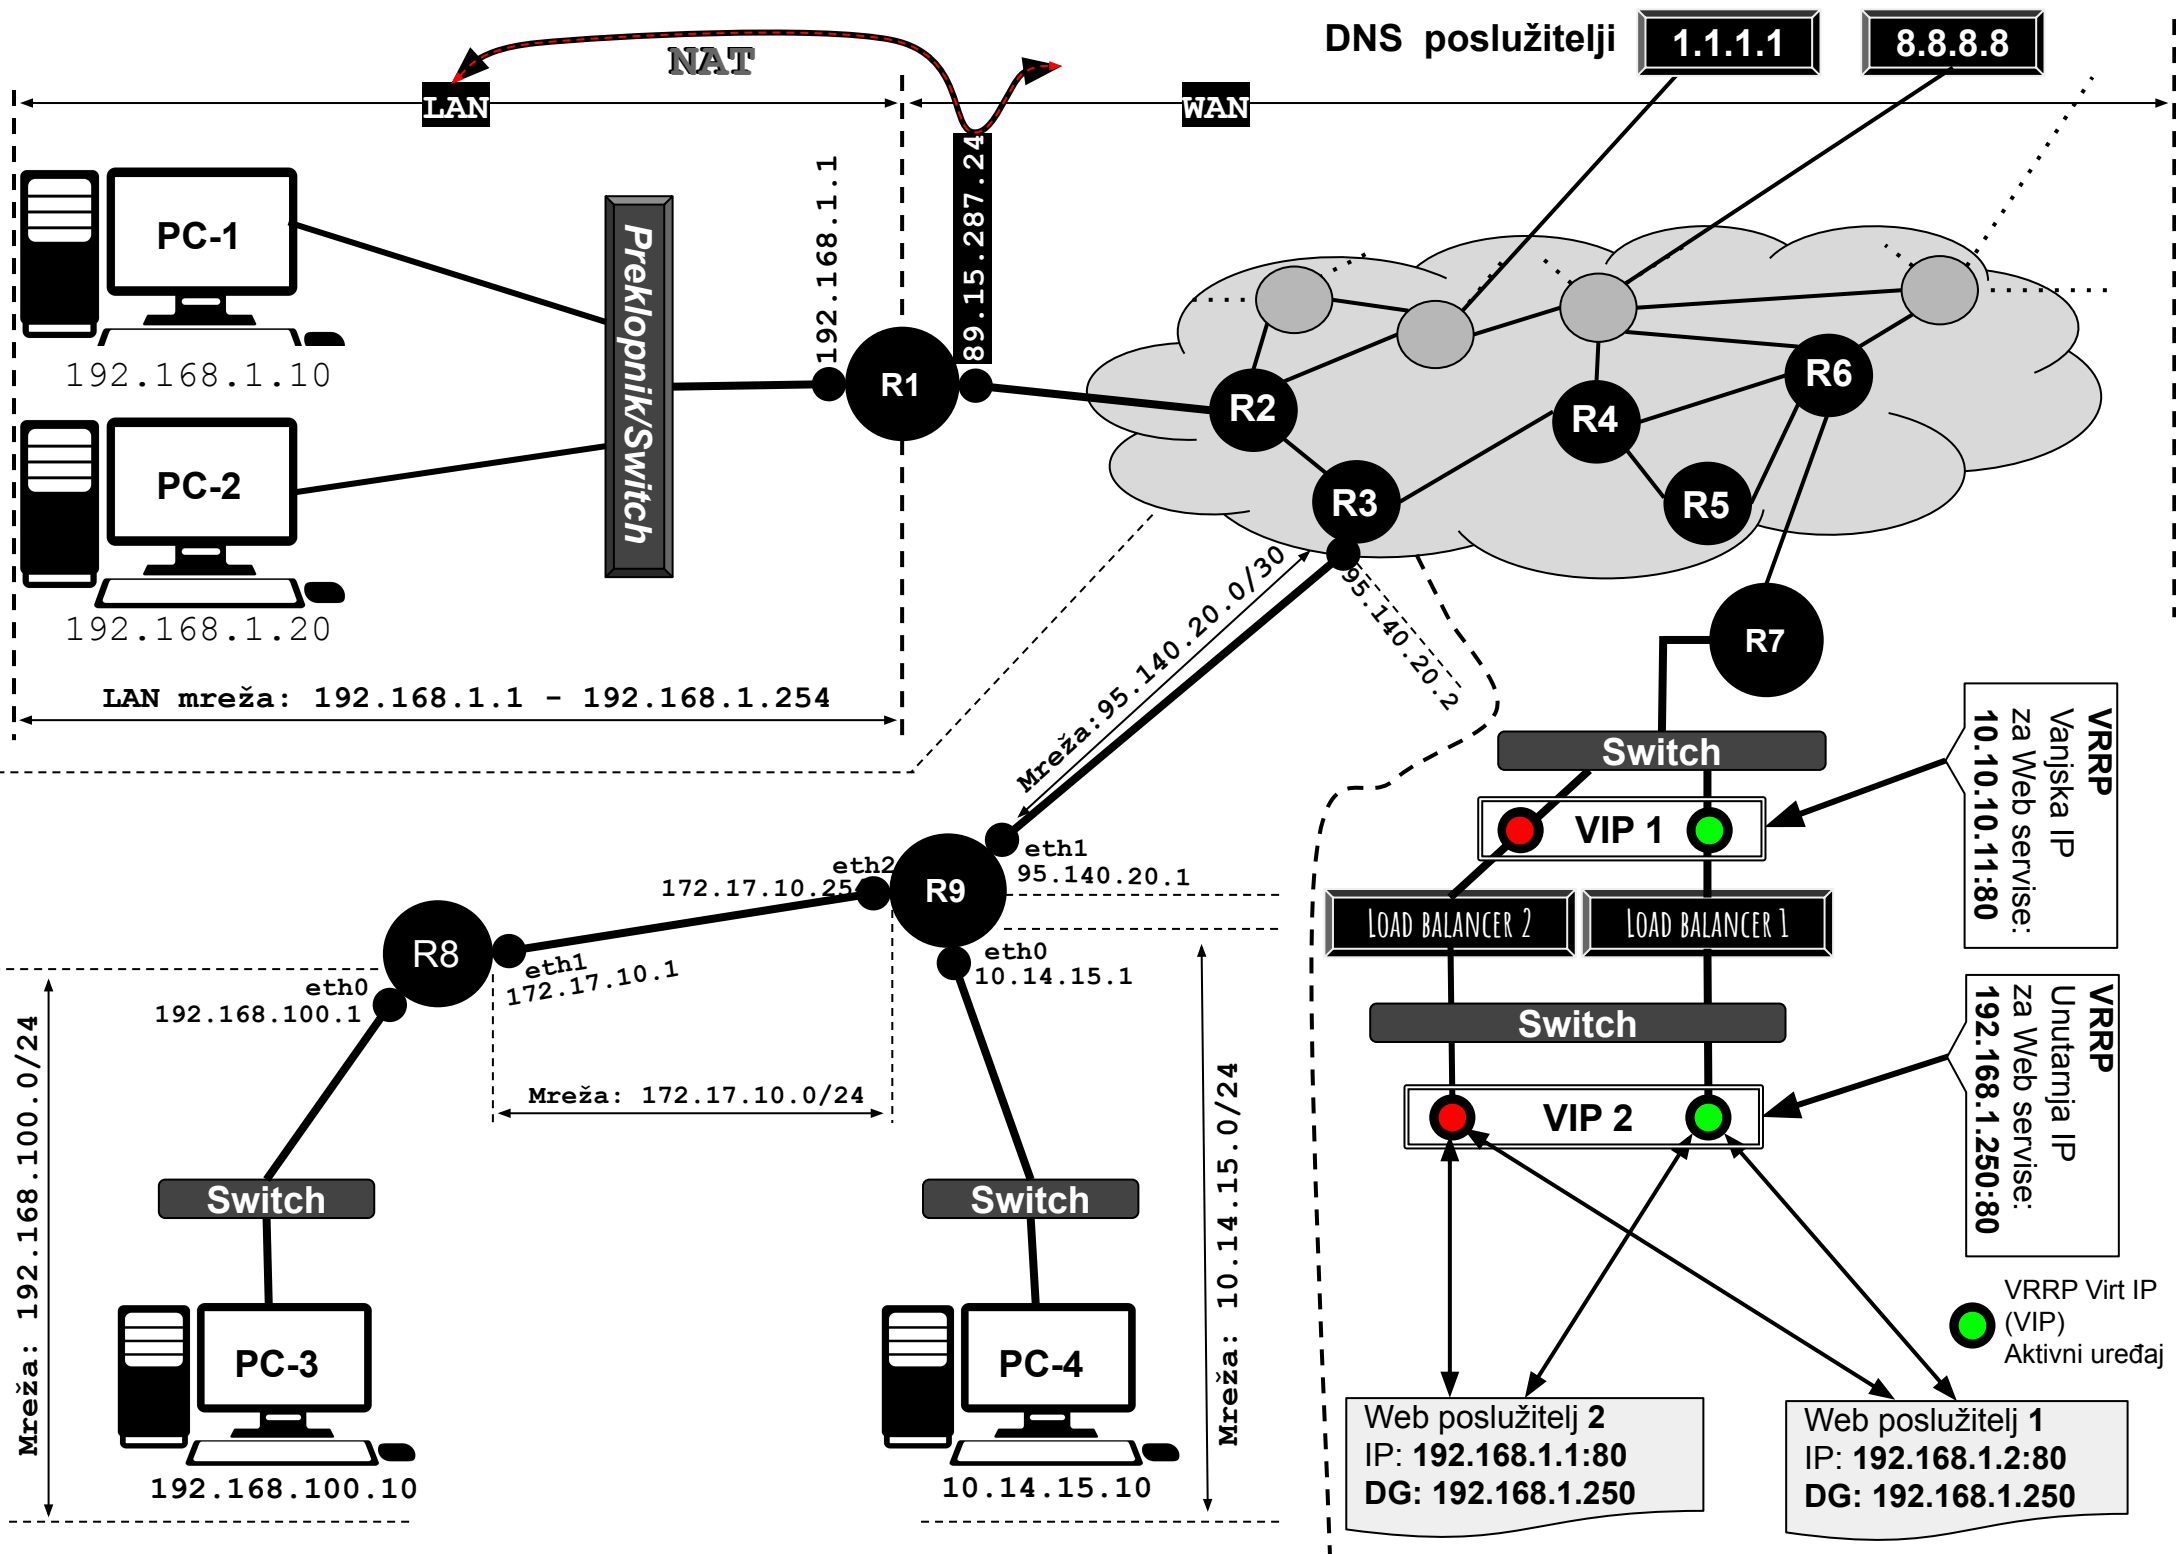 DNS poslužitelji
1.1.1.1
8.8.8.8
NAT
LAN
WAN
PC-1
192.168.1.10
PC-2
192.168.1.20
Preklopnik/Switch
192.168.1.1
R1
89.15.287.24
R2
R3
R4
R5
R6
R7
LAN mreža: 192.168.1.1 - 192.168.1.254
Mreža:95.140.20.0/30
95.140.20.2
R9
eth1
95.140.20.1
eth2
172.17.10.254
eth0
10.14.15.1
R8
eth1
172.17.10.1
eth0
192.168.100.1
Mreža: 172.17.10.0/24
Mreža: 192.168.100.0/24
Mreža: 10.14.15.0/24
Switch
PC-3
192.168.100.10
Switch
PC-4
10.14.15.10
Switch
VIP 1
LOAD BALANCER 2
LOAD BALANCER 1
Switch
VIP 2
VRRP
Vanjska IP
za Web servise:
10.10.10.11:80
VRRP
Unutarnja IP
za Web servise:
192.168.1.250:80
VRRP Virt IP
(VIP)
Aktivni uređaj
Web poslužitelj 2
IP: 192.168.1.1:80
DG: 192.168.1.250
Web poslužitelj 1
IP: 192.168.1.2:80
DG: 192.168.1.250